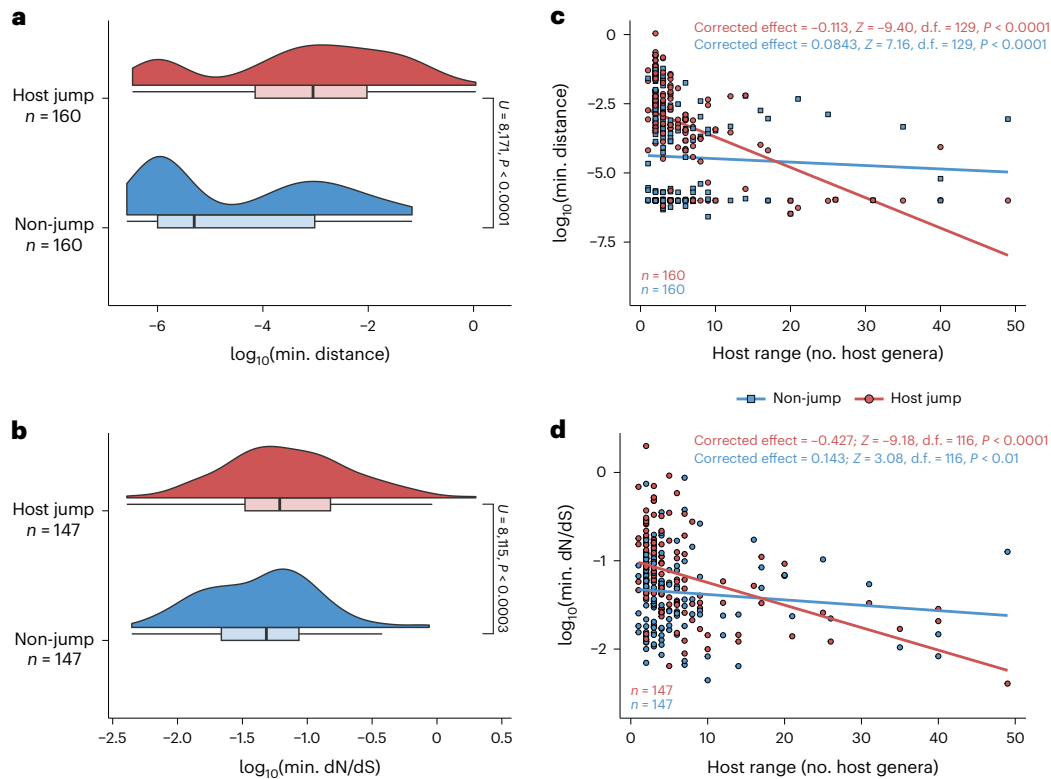 a
Host jump
n = 160
Non-jump
n = 160
U = 8,171; P < 0.0001
−6
−4
−2
0
log10(min. distance)
b
Host jump
n = 147
Non-jump
n = 147
U = 8,115, P < 0.0003
−2.5
−2.0
−1.5
−1.0
−0.5
0
0.5
log10(min. dN/dS)
c
Corrected effect = −0.113, Z = −9.40, d.f. = 129, P < 0.0001
Corrected effect = 0.0843, Z = 7.16, d.f. = 129, P < 0.0001
0
−2.5
−5.0
−7.5
log10(min. distance)
n = 160
n = 160
0
10
20
30
40
50
Host range (no. host genera)
Non-jump
Host jump
d
Corrected effect = −0.427; Z = −9.18, d.f. = 116, P < 0.0001
Corrected effect = 0.143; Z = 3.08, d.f. = 116, P < 0.01
0
−1
−2
log10(min. dN/dS)
n = 147
n = 147
0
10
20
30
40
50
Host range (no. host genera)